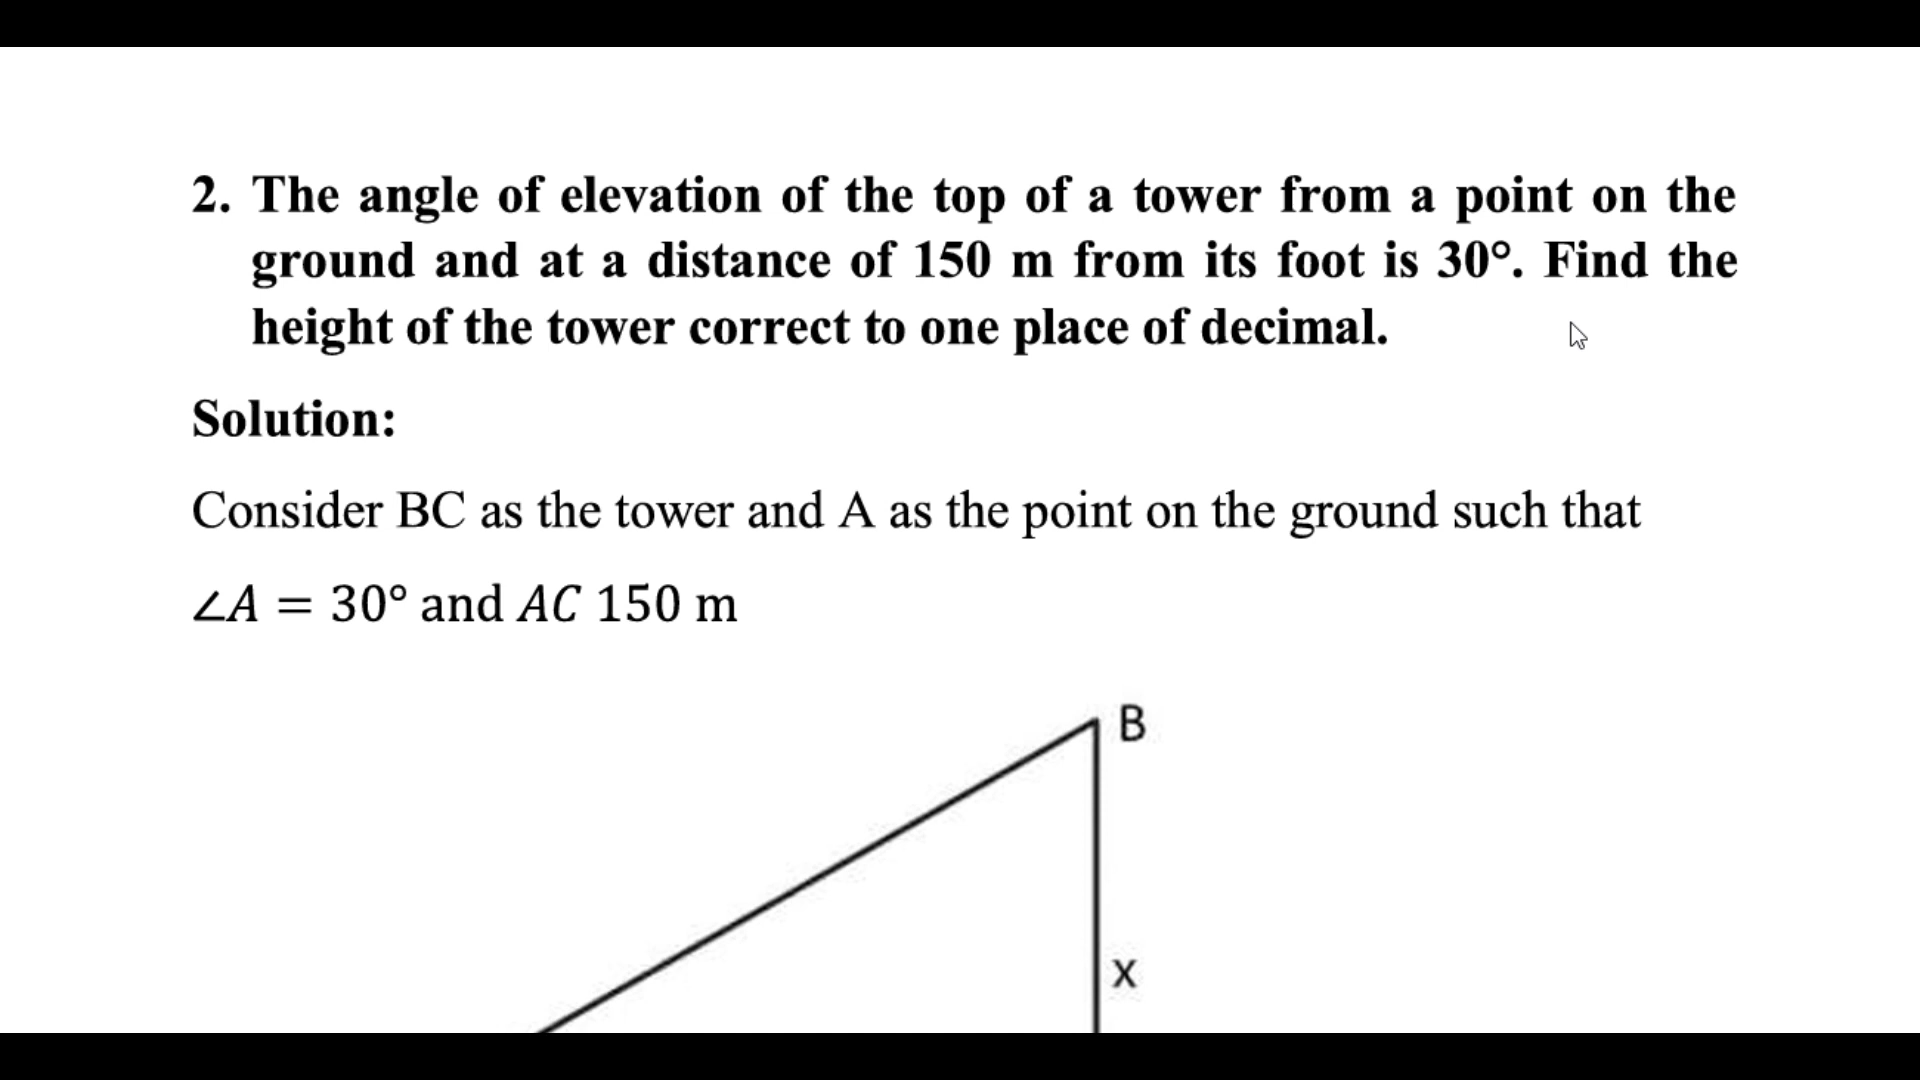 2. The angle of elevation of the top of a tower from a point on the
ground and at a distance of 150 m from its foot is 30°. Find the
height of the tower correct to one place of decimal.
Solution:
Consider BC as the tower and A as the point on the ground such that
∠A = 30° and AC 150 m
B
x